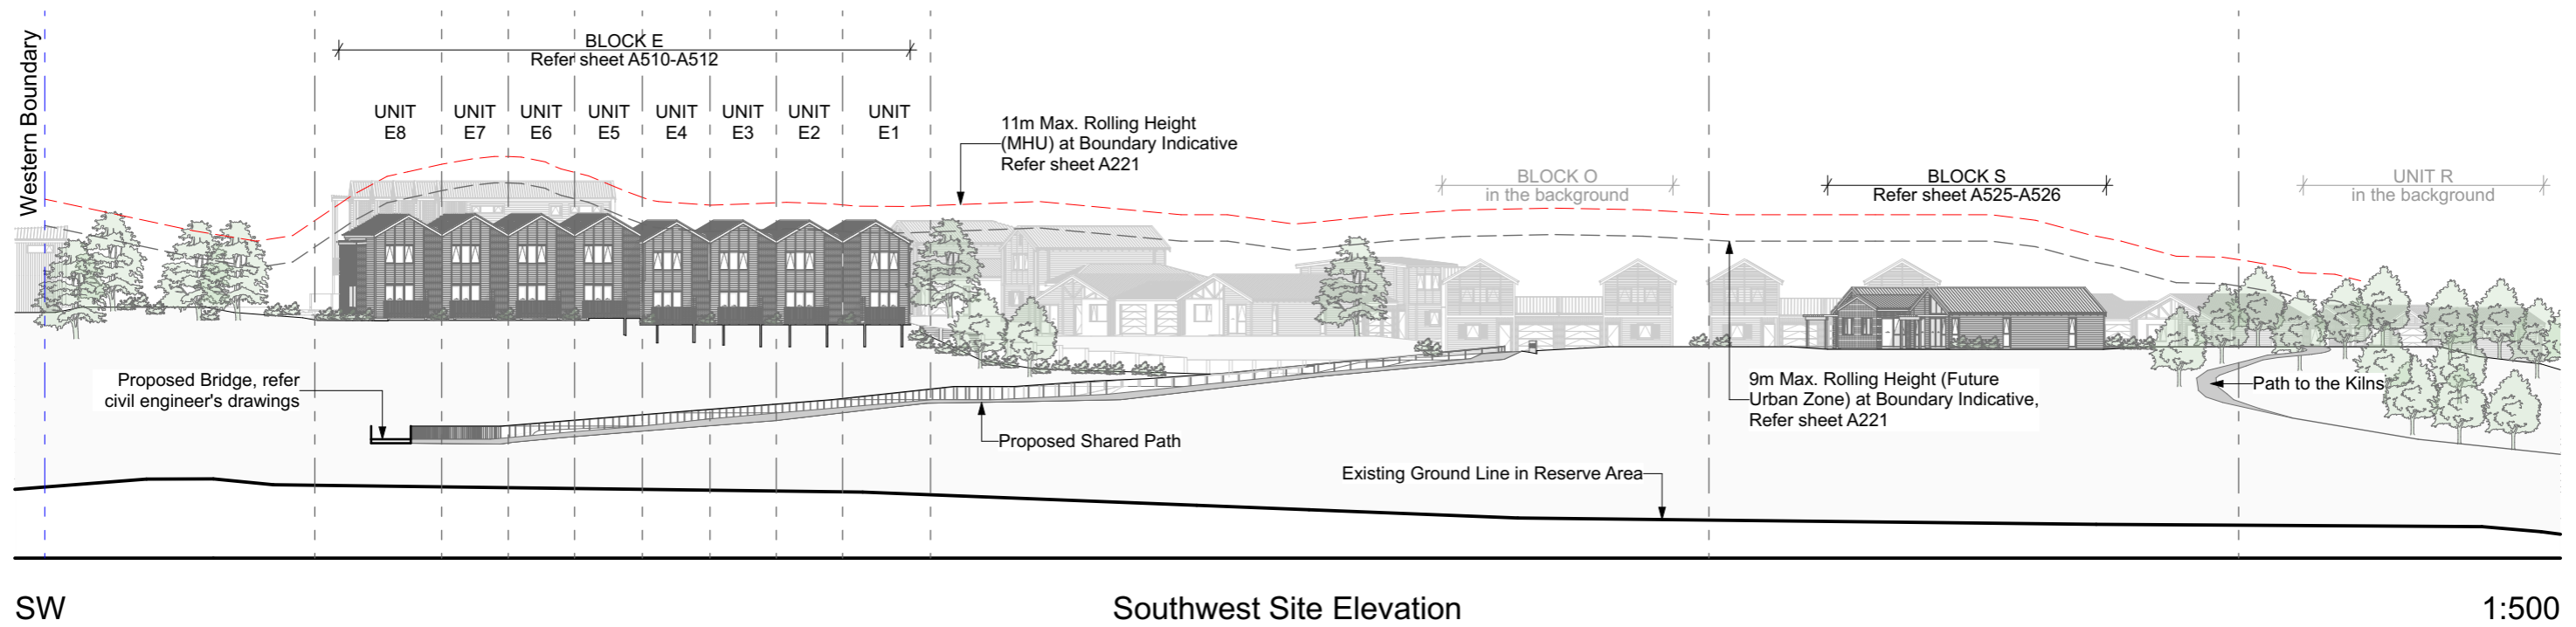 Western Boundary
BLOCK E
Refer sheet A510-A512
UNIT
E8
UNIT
E7
UNIT
E6
UNIT
E5
UNIT
E4
UNIT
E3
UNIT
E2
UNIT
E1
11m Max. Rolling Height
(MHU) at Boundary Indicative
Refer sheet A221
BLOCK O
in the background
BLOCK S
Refer sheet A525-A526
UNIT R
in the background
Proposed Bridge, refer
civil engineer's drawings
Proposed Shared Path
9m Max. Rolling Height (Future
Urban Zone) at Boundary Indicative,
Refer sheet A221
Path to the Kilns
Existing Ground Line in Reserve Area
SW
Southwest Site Elevation
1:500